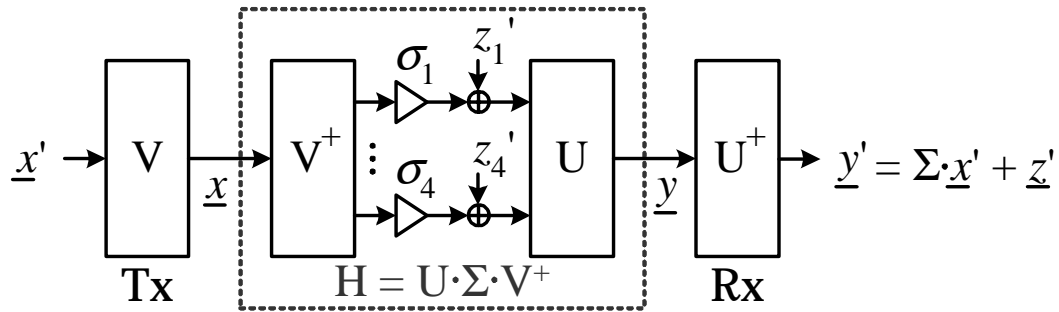 σ₁ z₁'
x' V x V⁺ ⋮ U y U⁺ y' = Σ·x' + z'
σ₄ z₄'
Tx H = U·Σ·V⁺ Rx